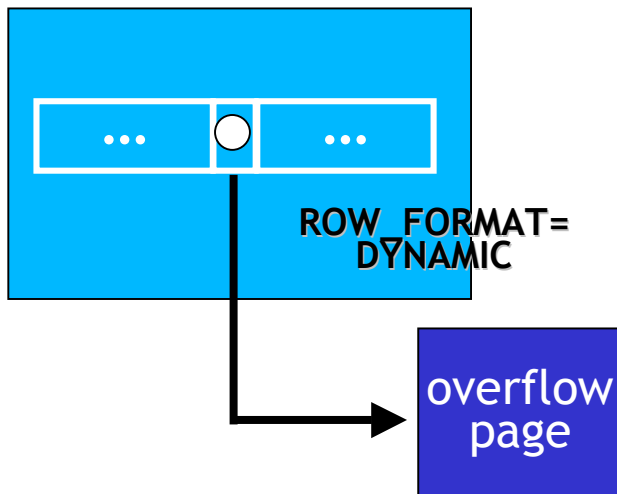 ... ...
ROW_FORMAT=
DYNAMIC
overflow
page